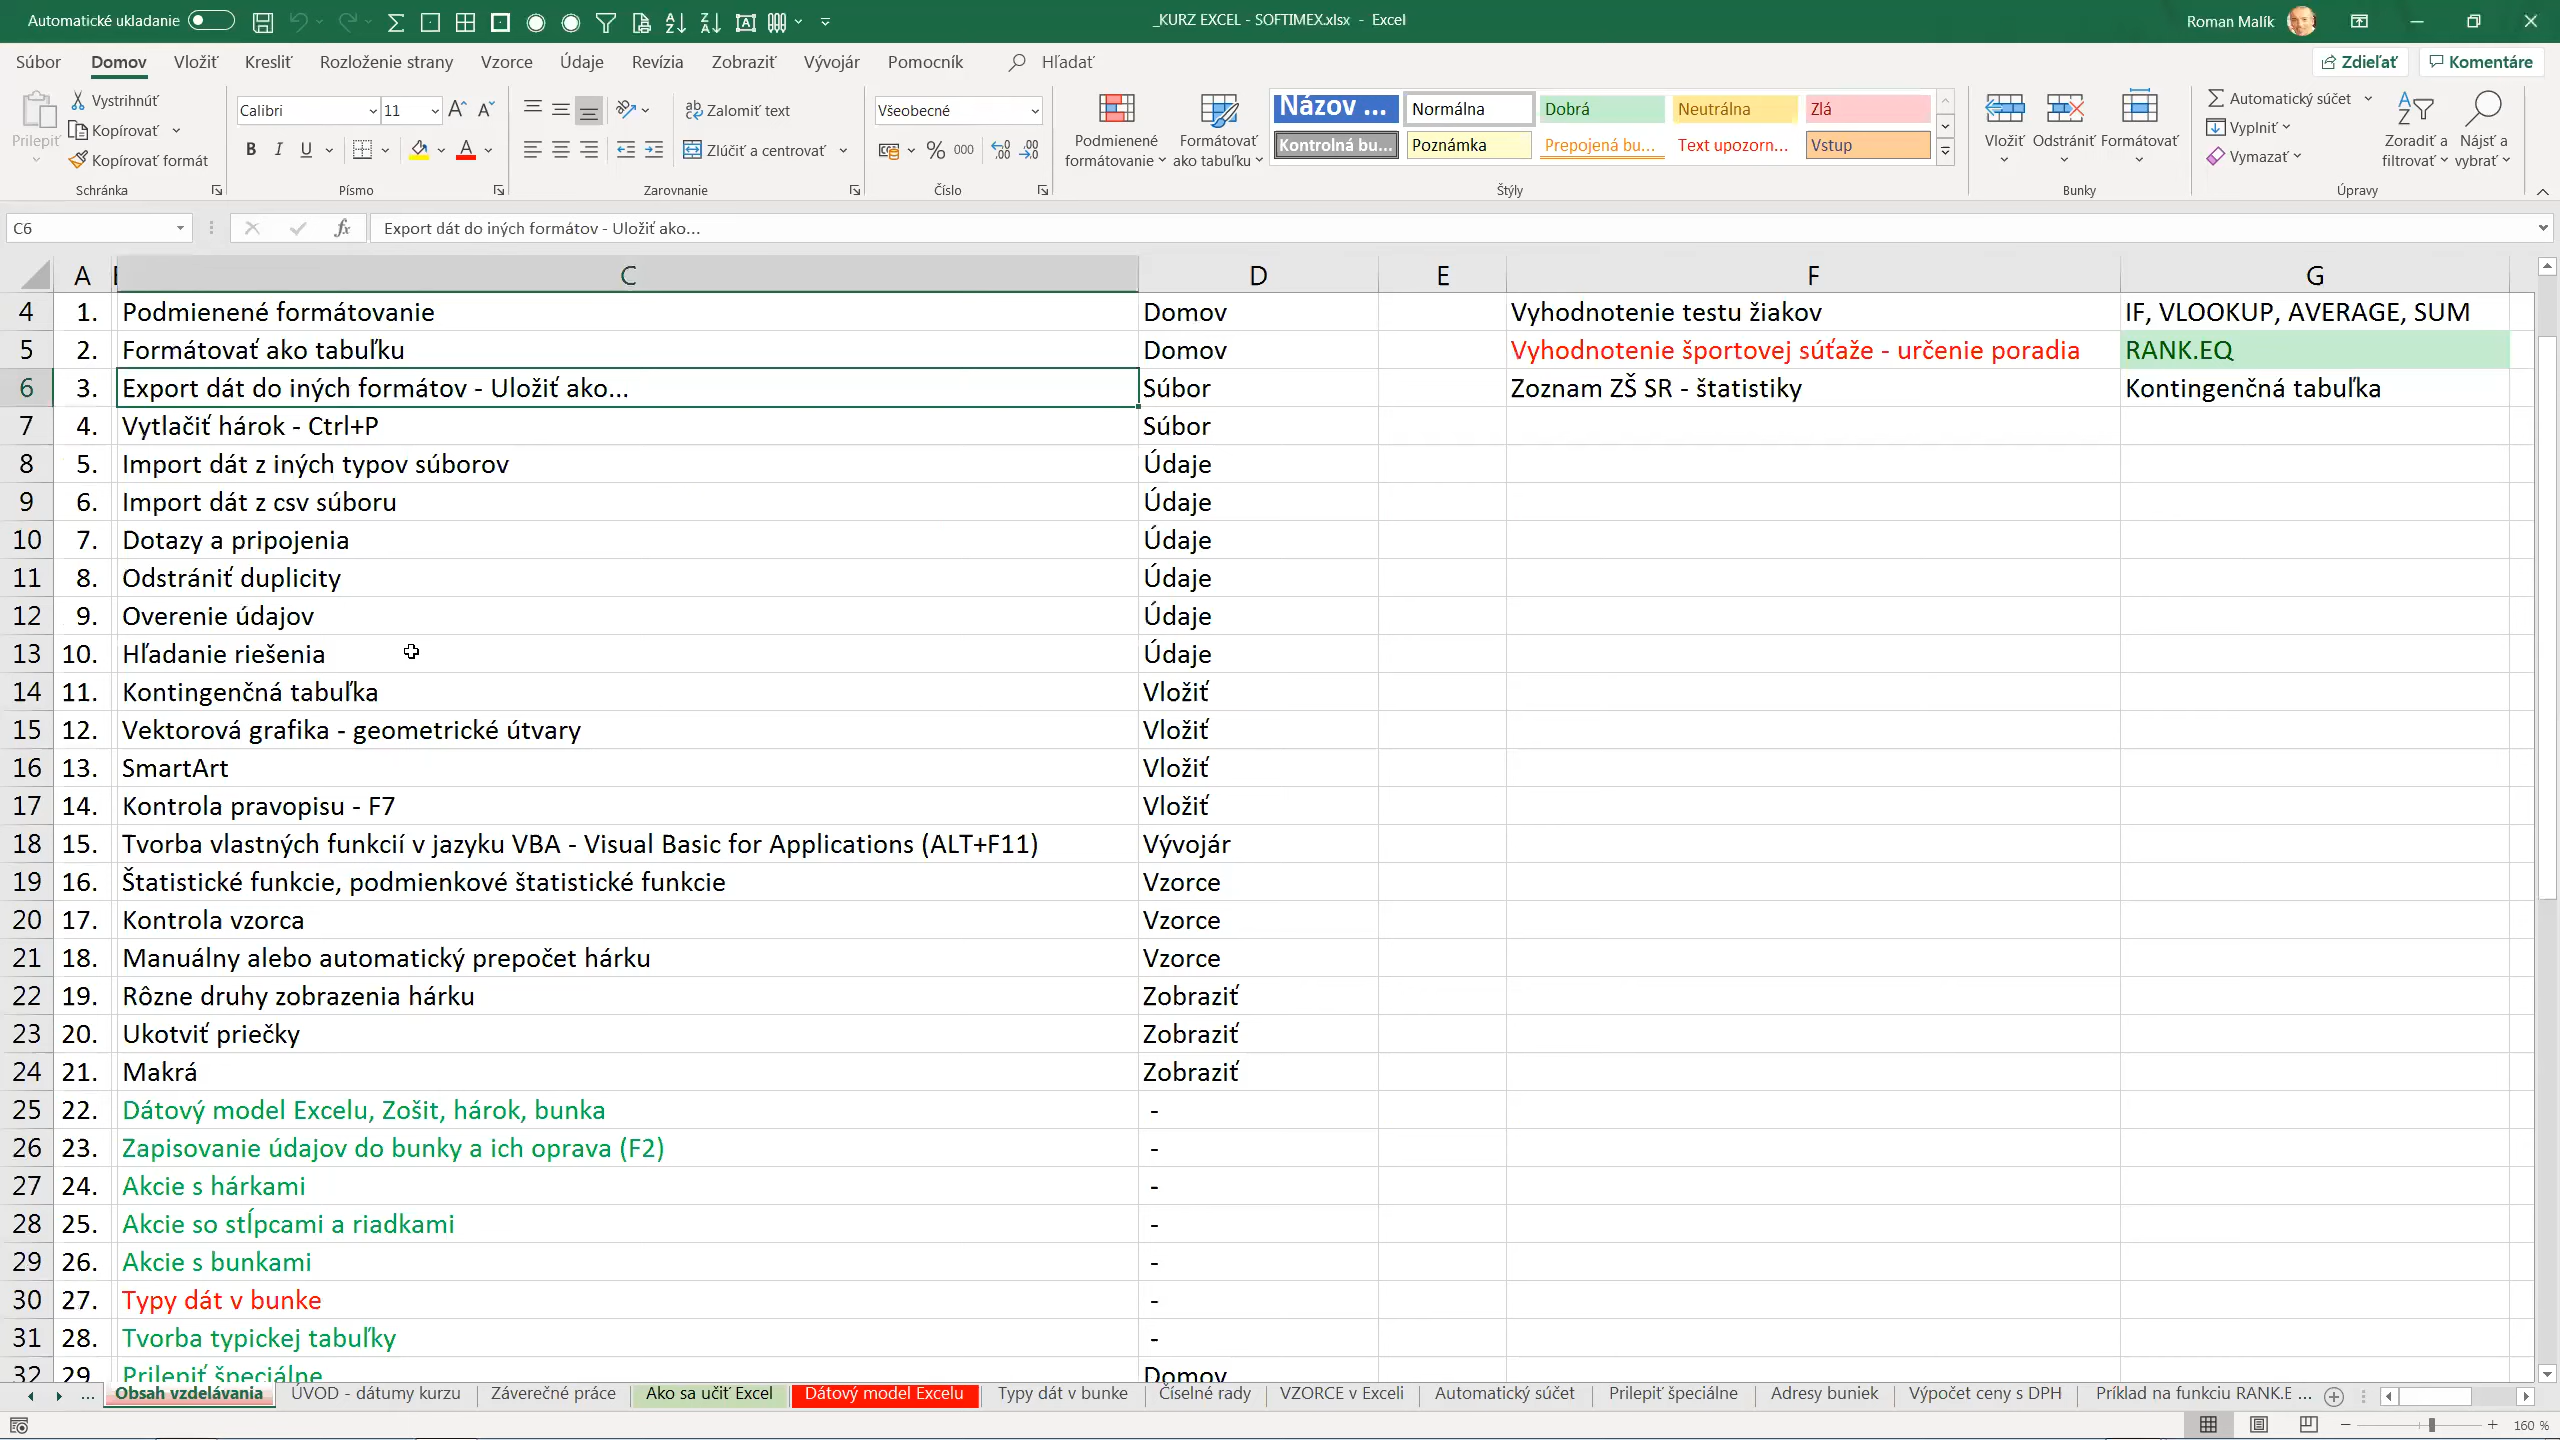 Automatické ukladanie
_KURZ EXCEL - SOFTIMEX.xlsx - Excel
Roman Malík
Súbor Domov Vložiť Kresliť Rozloženie strany Vzorce Údaje Revízia Zobraziť Vývojár Pomocník Hľadať
Zdieľať Komentáre
Prilepiť
Vystrihnúť
Kopírovať
Kopírovať formát
Schránka
Calibri 11
B I U A
Písmo
Zalomiť text
Zlúčiť a centrovať
Zarovnanie
Všeobecné
% 000
Číslo
Podmienené formátovanie
Formátovať ako tabuľku
Názov ... Normálna Dobrá Neutrálna Zlá
Kontrolná bu... Poznámka Prepojená bu... Text upozorn... Vstup
Štýly
Vložiť Odstrániť Formátovať
Bunky
Automatický súčet
Vyplniť
Vymazať
Zoradiť a filtrovať
Nájsť a vybrať
Úpravy
C6 fx Export dát do iných formátov - Uložiť ako...
A C D E F G
4 1. Podmienené formátovanie Domov Vyhodnotenie testu žiakov IF, VLOOKUP, AVERAGE, SUM
5 2. Formátovať ako tabuľku Domov Vyhodnotenie športovej súťaže - určenie poradia RANK.EQ
6 3. Export dát do iných formátov - Uložiť ako... Súbor Zoznam ZŠ SR - štatistiky Kontingenčná tabuľka
7 4. Vytlačiť hárok - Ctrl+P Súbor
8 5. Import dát z iných typov súborov Údaje
9 6. Import dát z csv súboru Údaje
10 7. Dotazy a pripojenia Údaje
11 8. Odstrániť duplicity Údaje
12 9. Overenie údajov Údaje
13 10. Hľadanie riešenia Údaje
14 11. Kontingenčná tabuľka Vložiť
15 12. Vektorová grafika - geometrické útvary Vložiť
16 13. SmartArt Vložiť
17 14. Kontrola pravopisu - F7 Vložiť
18 15. Tvorba vlastných funkcií v jazyku VBA - Visual Basic for Applications (ALT+F11) Vývojár
19 16. Štatistické funkcie, podmienkové štatistické funkcie Vzorce
20 17. Kontrola vzorca Vzorce
21 18. Manuálny alebo automatický prepočet hárku Vzorce
22 19. Rôzne druhy zobrazenia hárku Zobraziť
23 20. Ukotviť priečky Zobraziť
24 21. Makrá Zobraziť
25 22. Dátový model Excelu, Zošit, hárok, bunka -
26 23. Zapisovanie údajov do bunky a ich oprava (F2) -
27 24. Akcie s hárkami -
28 25. Akcie so stĺpcami a riadkami -
29 26. Akcie s bunkami -
30 27. Typy dát v bunke -
31 28. Tvorba typickej tabuľky -
32 29. Prilepiť špeciálne Domov
... Obsah vzdelávania ÚVOD - dátumy kurzu Záverečné práce Ako sa učiť Excel Dátový model Excelu Typy dát v bunke Číselné rady VZORCE v Exceli Automatický súčet Prilepiť špeciálne Adresy buniek Výpočet ceny s DPH Príklad na funkciu RANK.E ...
160 %